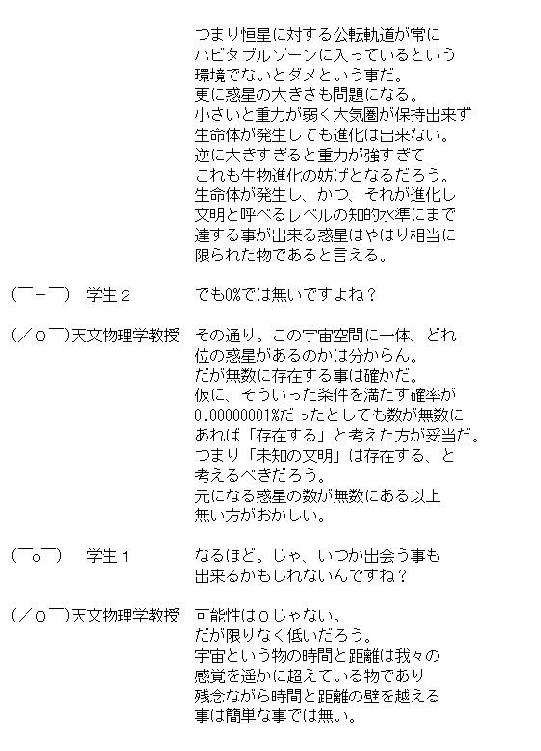 つまり恒星に対する公転軌道が常に
ハビタブルゾーンに入っているという
環境でないとダメという事だ。
更に惑星の大きさも問題になる。
小さいと重力が弱く大気圏が保持出来ず
生命体が発生しても進化は出来ない。
逆に大きすぎると重力が強すぎて
これも生物進化の妨げとなるだろう。
生命体が発生し、かつ、それが進化し
文明と呼べるレベルの知的水準にまで
達する事が出来る惑星はやはり相当に
限られた物であると言える。
(￣－￣) 学生２ でも0%では無いですよね？
(／０￣)天文物理学教授 その通り。この宇宙空間に一体、どれ
位の惑星があるのかは分からん。
だが無数に存在する事は確かだ。
仮に、そういった条件を満たす確率が
0.00000001%だったとしても数が無数に
あれば「存在する」と考えた方が妥当だ。
つまり「未知の文明」は存在する、と
考えるべきだろう。
元になる惑星の数が無数にある以上
無い方がおかしい。
(￣o￣) 学生１ なるほど。じゃ、いつか出会う事も
出来るかもしれないんですね？
(／０￣)天文物理学教授 可能性は０じゃない、
だが限りなく低いだろう。
宇宙という物の時間と距離は我々の
感覚を遥かに超えている物であり
残念ながら時間と距離の壁を越える
事は簡単な事では無い。